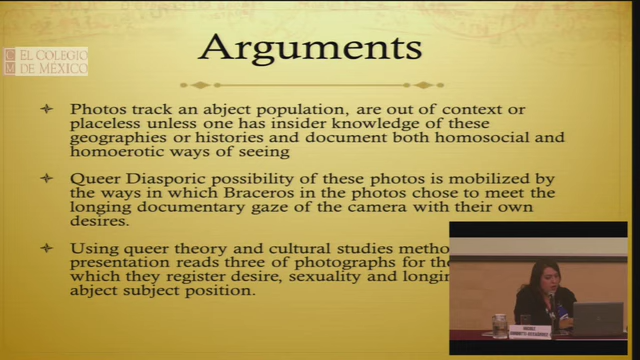 EL COLEGIO
DE MÉXICO
Arguments
Photos track an abject population, are out of context or
placeless unless one has insider knowledge of these
geographies or histories and document both homosocial and
homoerotic ways of seeing
Queer Diasporic possibility of these photos is mobilized by
the ways in which Braceros in the photos chose to meet the
longing documentary gaze of the camera with their own
desires.
Using queer theory and cultural studies metho
presentation reads three of photographs for the
which they register desire, sexuality and longin
abject subject position.